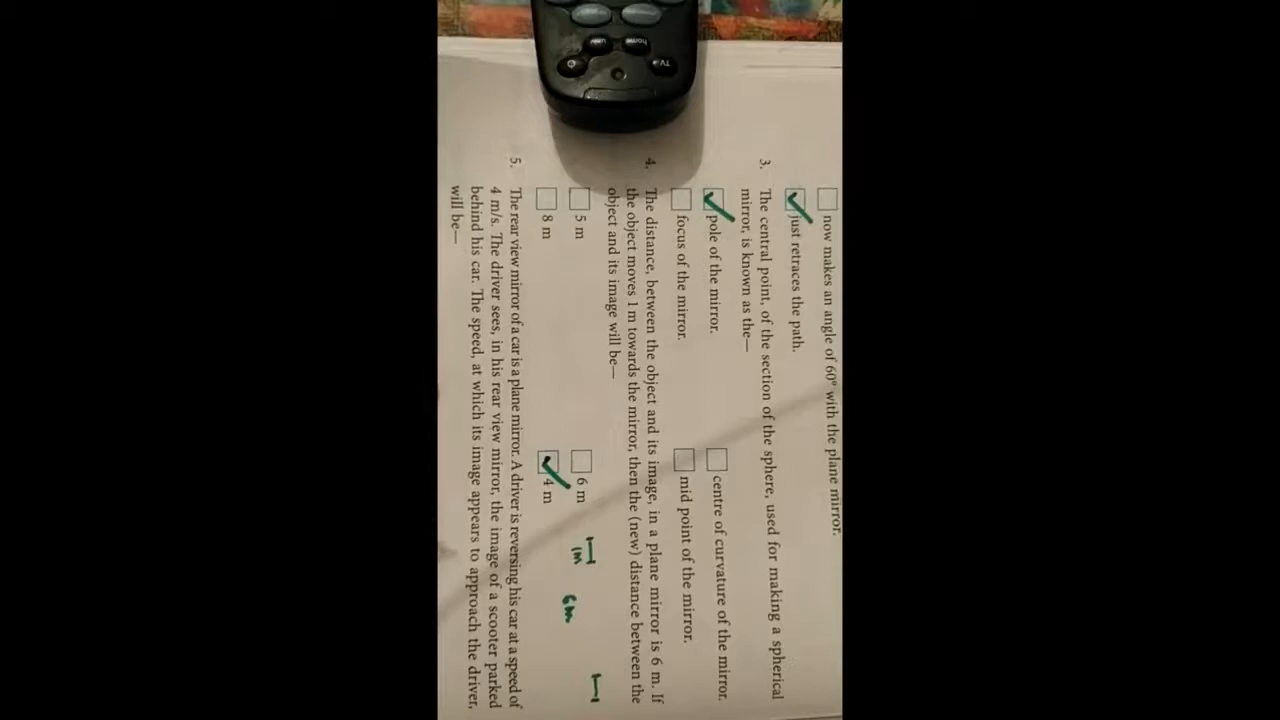 now makes an angle of 60° with the plane mirror.
just retraces the path.
3. The central point, of the section of the sphere, used for making a spherical
mirror, is known as the—
pole of the mirror.
centre of curvature of the mirror.
focus of the mirror.
mid point of the mirror.
4. The distance, between the object and its image, in a plane mirror is 6 m. If
the object moves 1 m towards the mirror, then the (new) distance between the
object and its image will be—
5 m
6 m
8 m
4 m
1m
6m
5. The rear view mirror of a car is a plane mirror. A driver is reversing his car at a speed of
4 m/s. The driver sees, in his rear view mirror, the image of a scooter parked
behind his car. The speed, at which its image appears to approach the driver,
will be—
TV
home